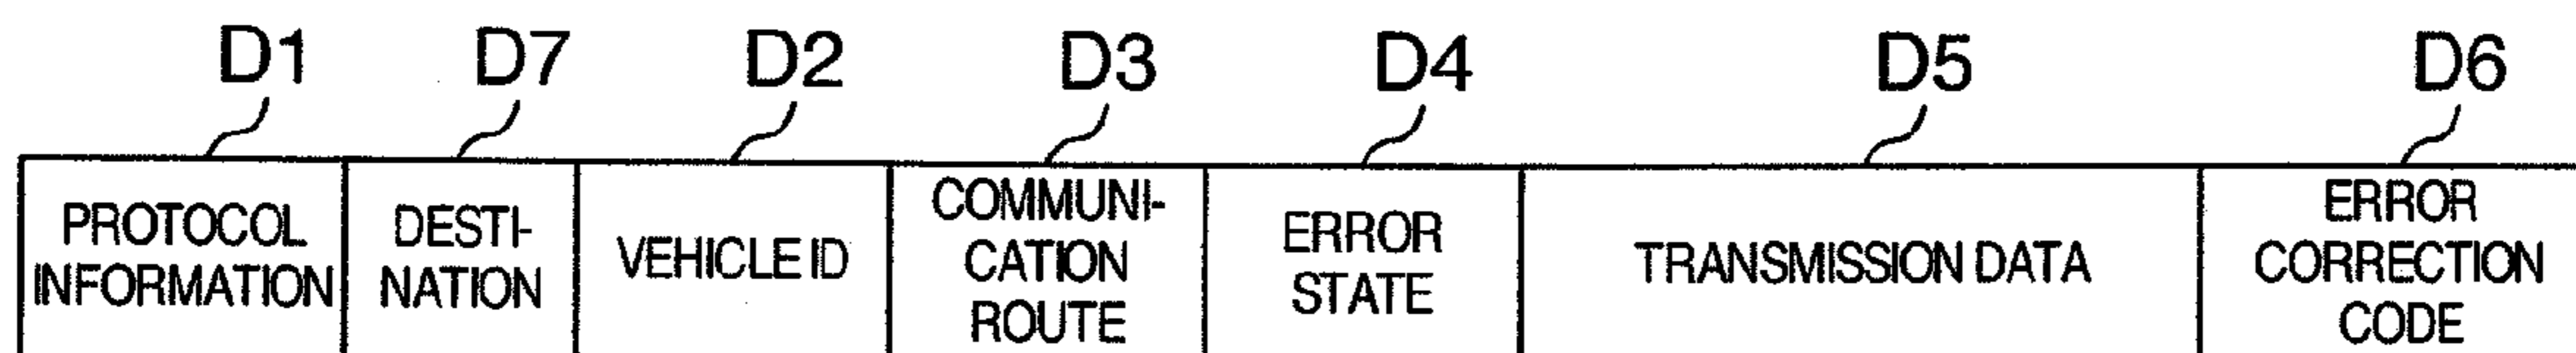 D1 D7 D2 D3 D4 D5 D6
PROTOCOL
INFORMATION
DESTI-
NATION
VEHICLE ID
COMMUNI-
CATION
ROUTE
ERROR
STATE
TRANSMISSION DATA
ERROR
CORRECTION
CODE